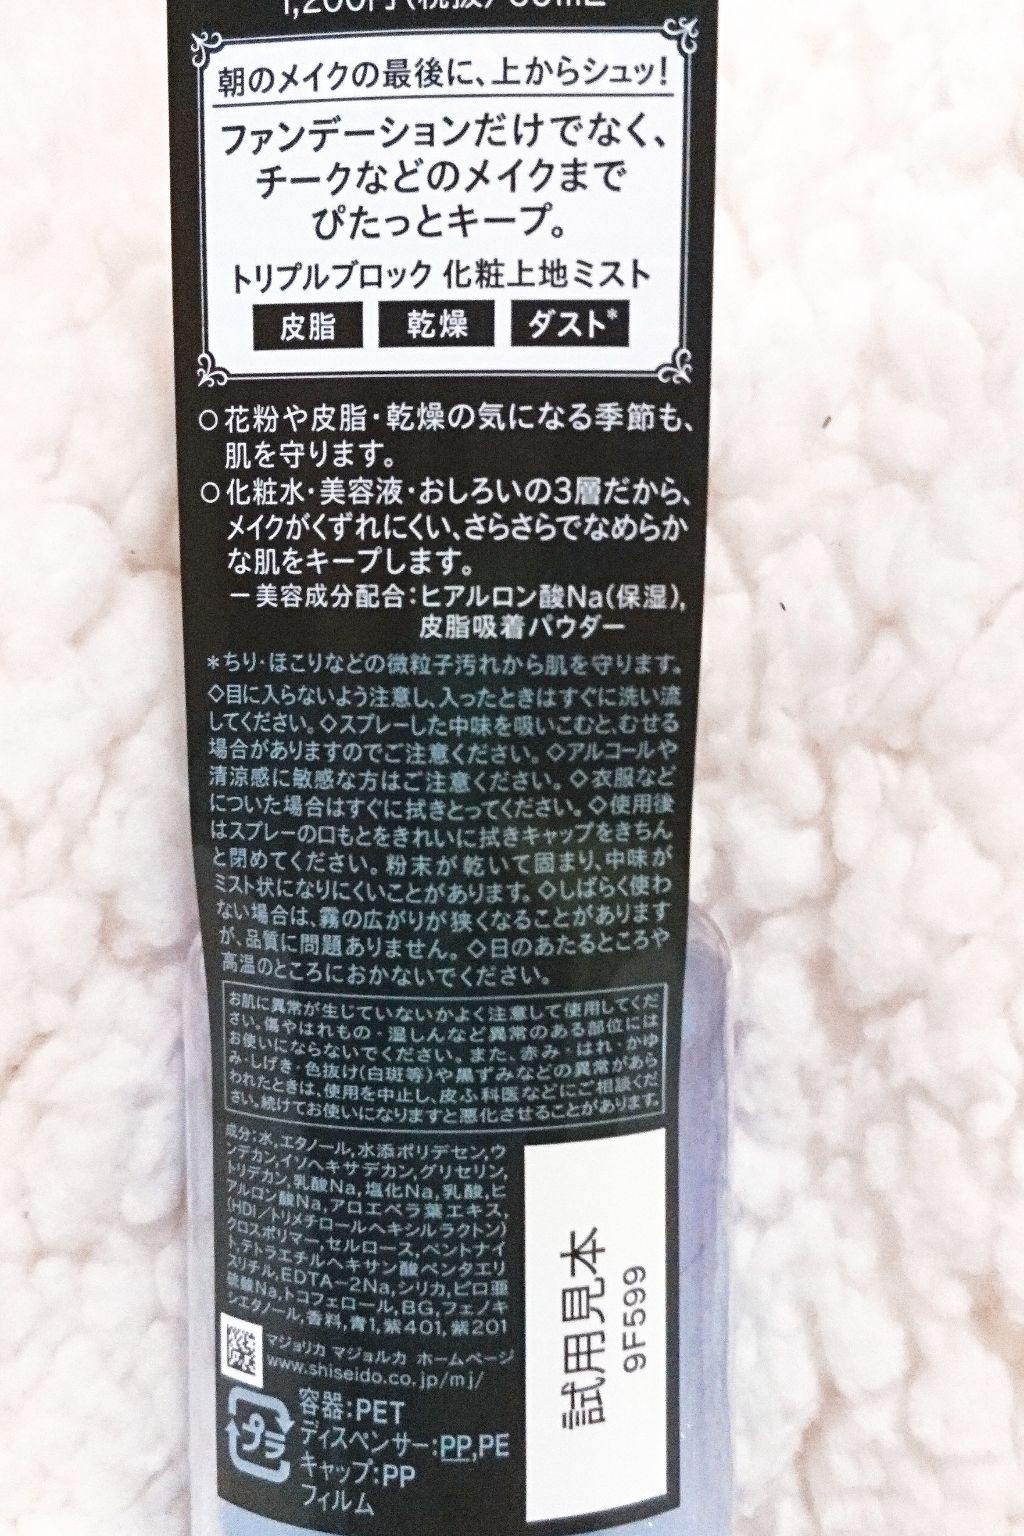 1,200円(税抜)
朝のメイクの最後に、上からシュッ!
ファンデーションだけでなく、
チークなどのメイクまで
ぴたっとキープ。
トリプルブロック 化粧上地ミスト
皮脂 乾燥 ダスト*
○花粉や皮脂・乾燥の気になる季節も、
肌を守ります。
○化粧水・美容液・おしろいの3層だから、
メイクがくずれにくい、さらさらでなめらか
な肌をキープします。
ー美容成分配合:ヒアルロン酸Na(保湿)、
皮脂吸着パウダー
*ちり・ほこりなどの微粒子汚れから肌を守ります。
◇目に入らないよう注意し、入ったときはすぐに洗い流
してください。◇スプレーした中味を吸いこむと、むせる
場合がありますのでご注意ください。◇アルコールや
清涼感に敏感な方はご注意ください。◇衣服など
についた場合はすぐに拭きとってください。◇使用後
はスプレーの口もとをきれいに拭きキャップをきちん
と閉めてください。粉末が乾いて固まり、中味が
ミスト状になりにくいことがあります。◇しばらく使わ
ない場合は、霧の広がりが狭くなることがあります
が、品質に問題ありません。◇日のあたるところや
高温のところにおかないでください。
お肌に異常が生じていないかよく注意して使用してくだ
さい。傷やはれもの・湿しんなど異常のある部位には
お使いにならないでください。また、赤み・はれ・かゆ
み・しげき・色抜け(白斑等)や黒ずみなどの異常があら
われたときは、使用を中止し、皮ふ科医などにご相談くだ
さい。続けてお使いになりますと悪化させることがあります。
成分:水,エタノール,水添ポリデセン,ウ
ンデカン,イソヘキサデカン,グリセリン,
トリデカン,乳酸Na,塩化Na,乳酸,ヒ
アルロン酸Na,アロエベラ葉エキス,
(HDI/トリメチロールヘキシルラクトン)
クロスポリマー,セルロース,ベントナイ
ト,テトラエチルヘキサン酸ペンタエリ
スリチル,EDTA-2Na,シリカ,ピロ亜
硫酸Na,トコフェロール,BG,フェノキ
シエタノール,香料,青1,紫401,紫201
マジョリカ マジョルカ ホームページ
www.shiseido.co.jp/mj/
プラ
容器:PET
ディスペンサー:PP,PE
キャップ:PP
フィルム
試用見本
9F599